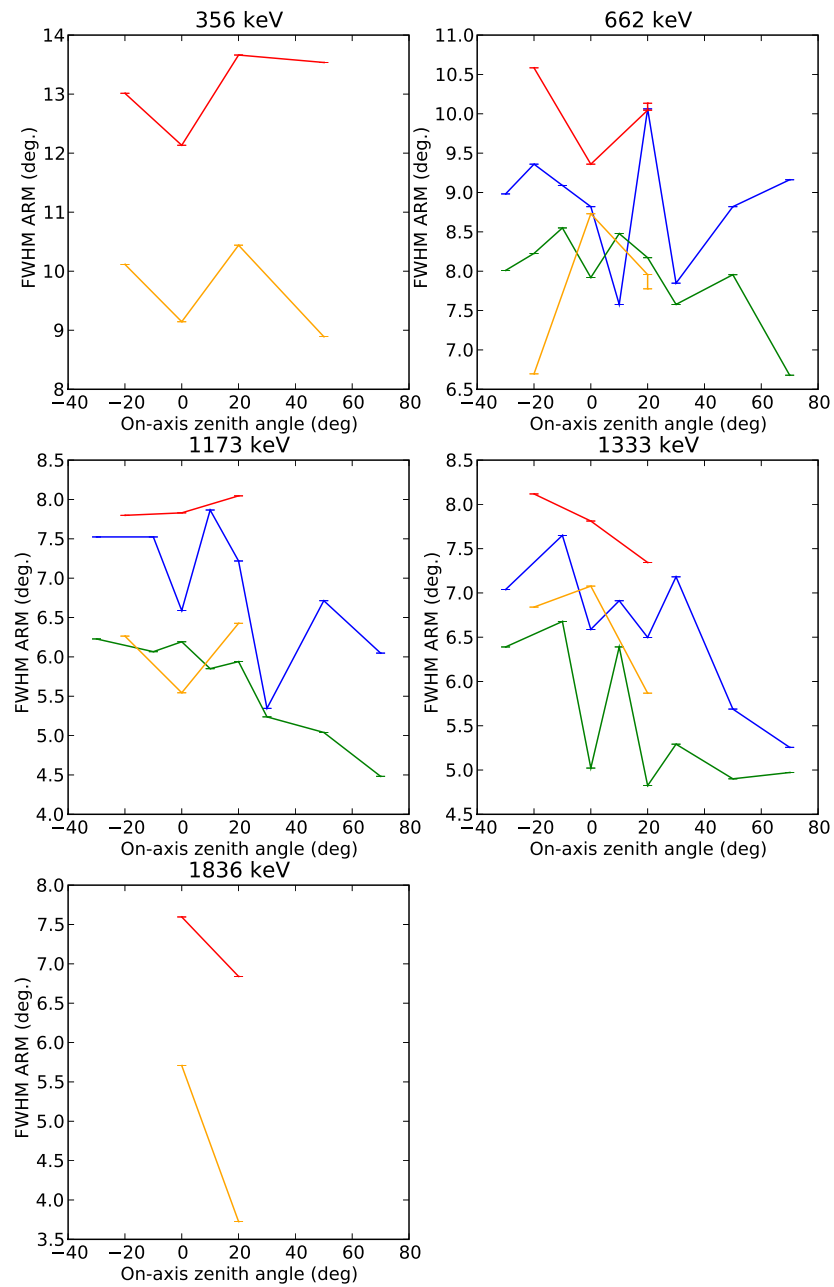 356 keV
14
13
12
11
10
9
8
FWHM ARM (deg.)
−40 −20 0 20 40 60 80
On-axis zenith angle (deg)
662 keV
11.0
10.5
10.0
9.5
9.0
8.5
8.0
7.5
7.0
6.5
FWHM ARM (deg.)
−40 −20 0 20 40 60 80
On-axis zenith angle (deg)
1173 keV
8.5
8.0
7.5
7.0
6.5
6.0
5.5
5.0
4.5
4.0
FWHM ARM (deg.)
−40 −20 0 20 40 60 80
On-axis zenith angle (deg)
1333 keV
8.5
8.0
7.5
7.0
6.5
6.0
5.5
5.0
4.5
FWHM ARM (deg.)
−40 −20 0 20 40 60 80
On-axis zenith angle (deg)
1836 keV
8.0
7.5
7.0
6.5
6.0
5.5
5.0
4.5
4.0
3.5
FWHM ARM (deg.)
−40 −20 0 20 40 60 80
On-axis zenith angle (deg)